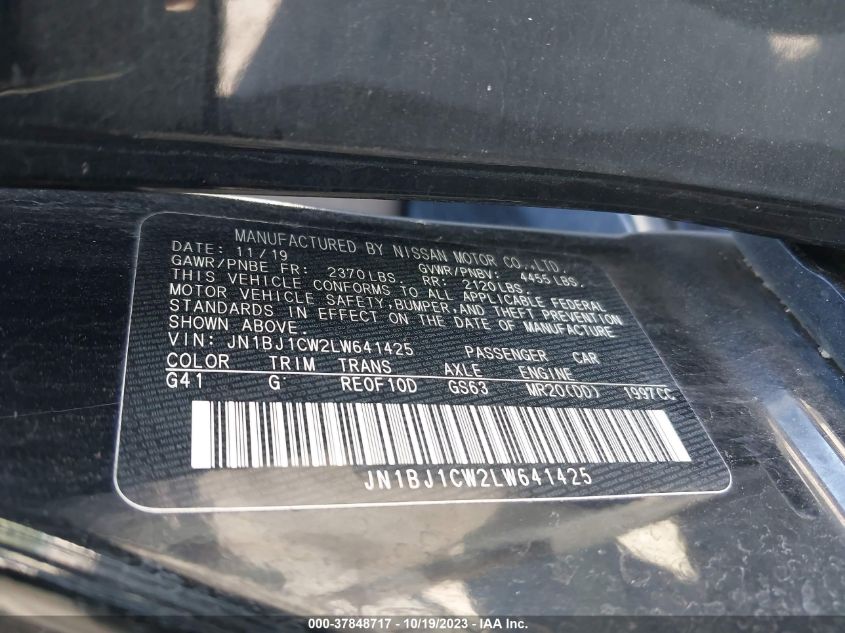 MANUFACTURED BY NISSAN MOTOR CO.,LTD.
DATE: 11/19 GVWR/PNBV: 4455 LBS.
GAWR/PNBE FR: 2370LBS RR: 2120LBS
THIS VEHICLE CONFORMS TO ALL APPLICABLE FEDERAL
MOTOR VEHICLE SAFETY,BUMPER,AND THEFT PREVENTION
STANDARDS IN EFFECT ON THE DATE OF MANUFACTURE
SHOWN ABOVE.
VIN: JN1BJ1CW2LW641425 PASSENGER CAR
COLOR TRIM TRANS AXLE ENGINE
G41 G REOF10D GS63 MR20(DD) 1997CC
JN1BJ1CW2LW641425
000-37848717 - 10/19/2023 - IAA Inc.